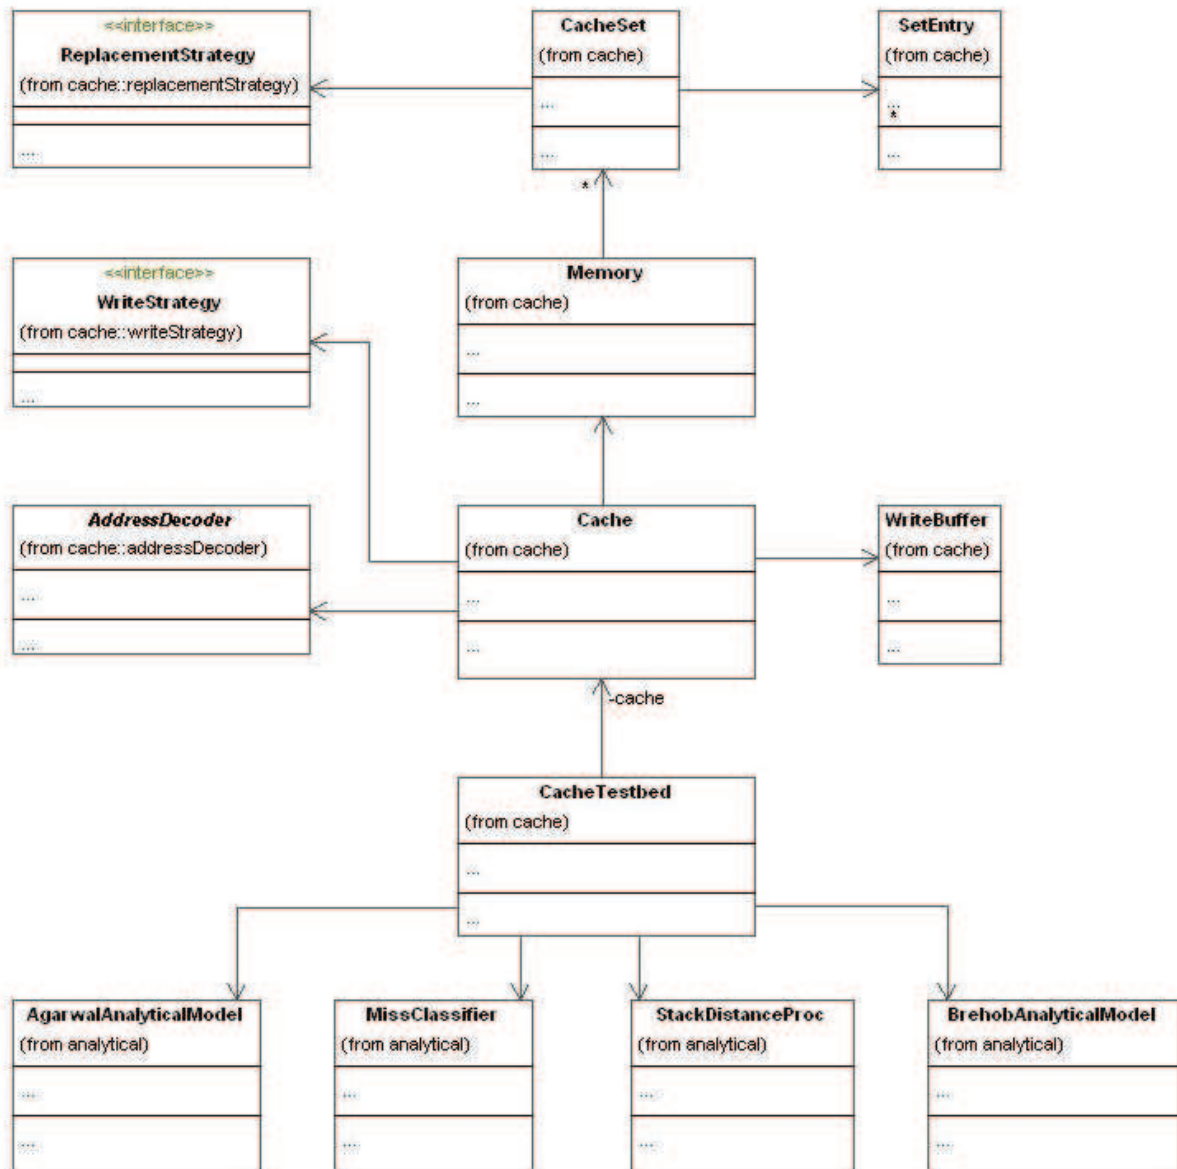 <<interface>>
ReplacementStrategy
(from cache::replacementStrategy)
...
CacheSet
(from cache)
...
...
SetEntry
(from cache)
...
*
...
*
<<interface>>
WriteStrategy
(from cache::writeStrategy)
...
Memory
(from cache)
...
...
AddressDecoder
(from cache::addressDecoder)
...
...
Cache
(from cache)
...
...
WriteBuffer
(from cache)
...
...
-cache
CacheTestbed
(from cache)
...
...
AgarwalAnalyticalModel
(from analytical)
...
...
MissClassifier
(from analytical)
...
...
StackDistanceProc
(from analytical)
...
...
BrehobAnalyticalModel
(from analytical)
...
...